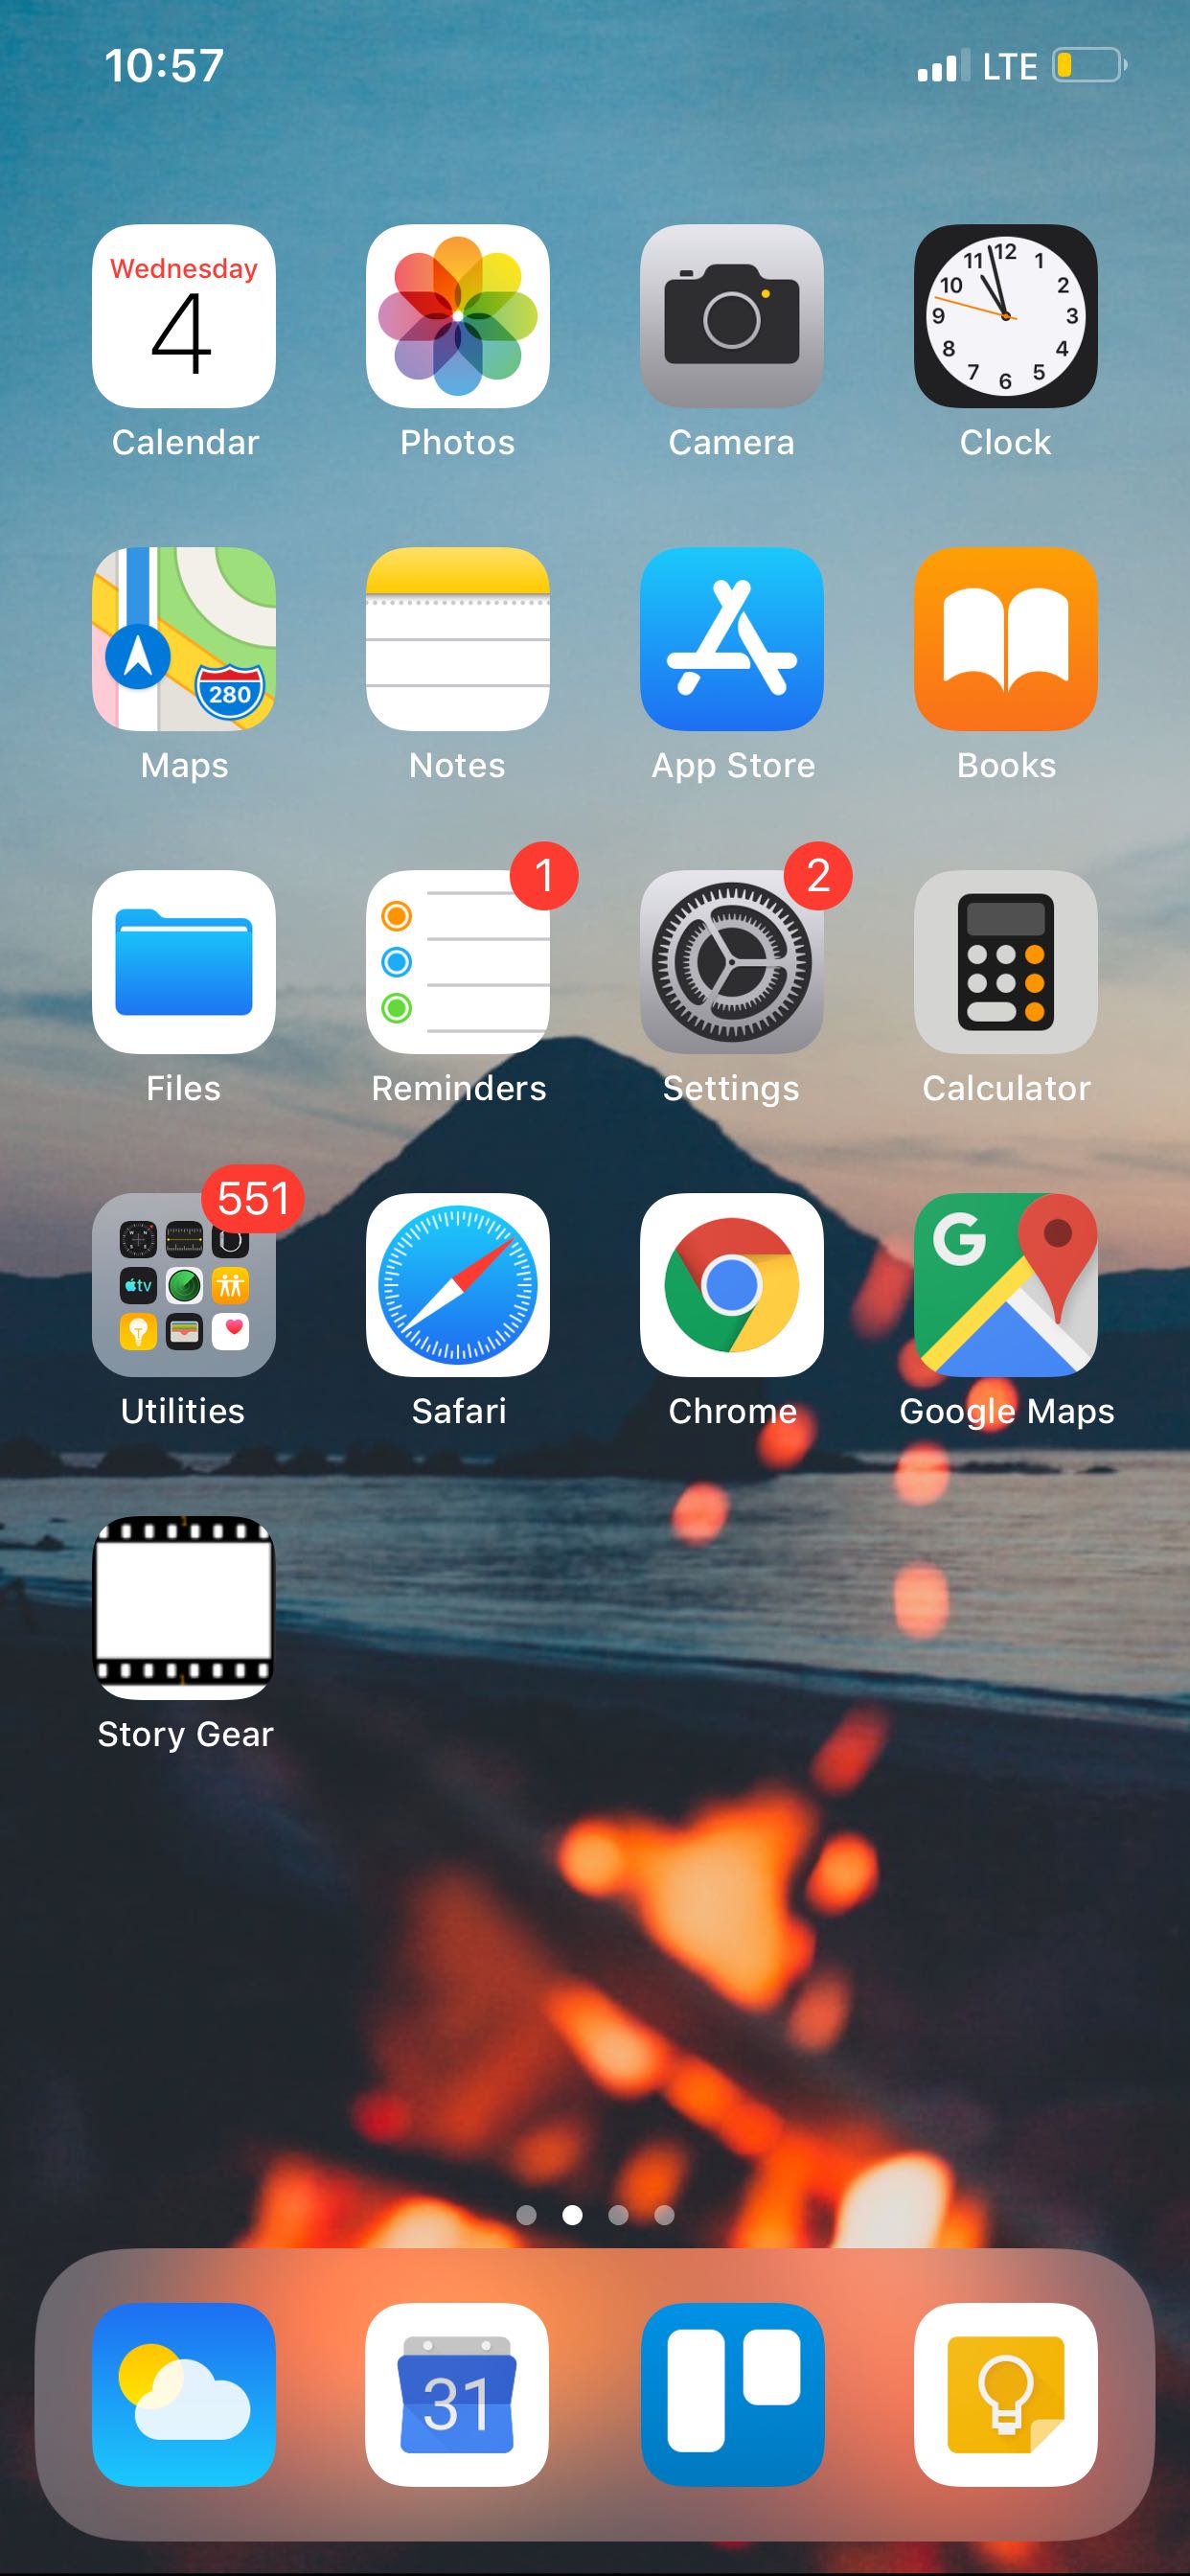 10:57 LTE
Wednesday
4
12
11 1
10 2
9 3
8 4
7 5
6
Calendar Photos Camera Clock
280
Maps Notes App Store Books
1 2
Files Reminders Settings Calculator
551
tv
G
Utilities Safari Chrome Google Maps
Story Gear
31